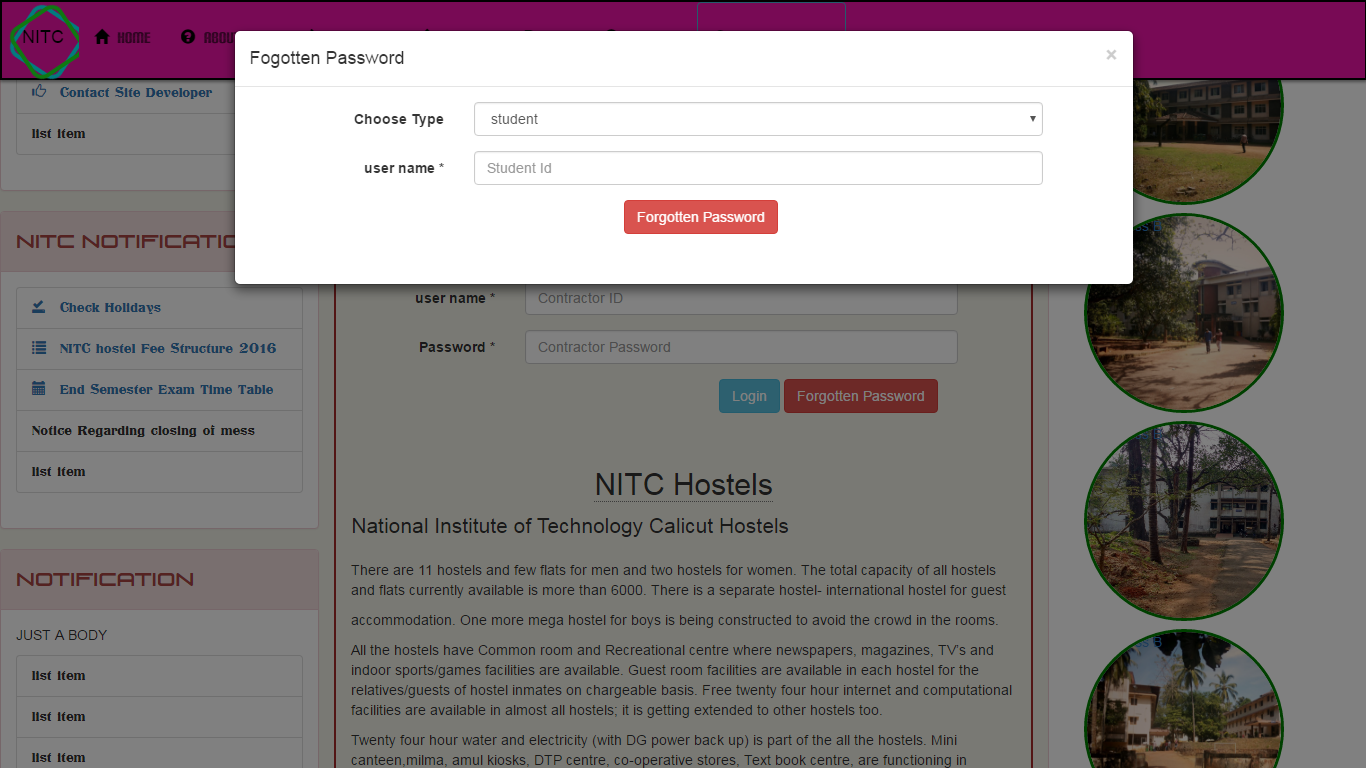 NITC
HOME
Fogotten Password
×
Choose Type
student
user name *
Student Id
Forgotten Password
Contact Site Developer
list item
NITC NOTIFICATIO
Check Holidays
NITC hostel Fee Structure 2016
End Semester Exam Time Table
Notice Regarding closing of mess
list item
NOTIFICATION
JUST A BODY
list item
list item
list item
user name *
Contractor ID
Password *
Contractor Password
Login
Forgotten Password
NITC Hostels
National Institute of Technology Calicut Hostels
There are 11 hostels and few flats for men and two hostels for women. The total capacity of all hostels
and flats currently available is more than 6000. There is a separate hostel- international hostel for guest
accommodation. One more mega hostel for boys is being constructed to avoid the crowd in the rooms.
All the hostels have Common room and Recreational centre where newspapers, magazines, TV's and
indoor sports/games facilities are available. Guest room facilities are available in each hostel for the
relatives/guests of hostel inmates on chargeable basis. Free twenty four hour internet and computational
facilities are available in almost all hostels; it is getting extended to other hostels too.
Twenty four hour water and electricity (with DG power back up) is part of the all the hostels. Mini
canteen,milma, amul kiosks, DTP centre, co-operative stores, Text book centre, are functioning in